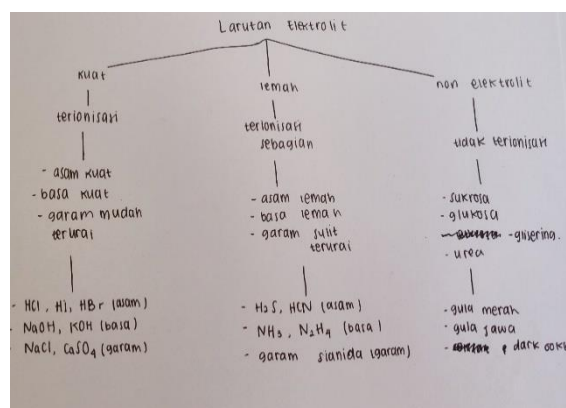 Larutan Elektrolit
kuat
terionisasi
- asam kuat
- basa kuat
- garam mudah
terurai
- HCl, HI, HBr (asam)
- NaOH, KOH (basa)
- NaCl, CaSO4 (garam)
lemah
terionisasi
sebagian
- asam lemah
- basa lemah
- garam sulit
terurai
- H2S, HCN (asam)
- NH3, N2H4 (basa)
- garam sianida (garam)
non elektrolit
tidak terionisasi
- sukrosa
- glukosa
- gliserin.
- urea
- gula merah
- gula jawa
- dark